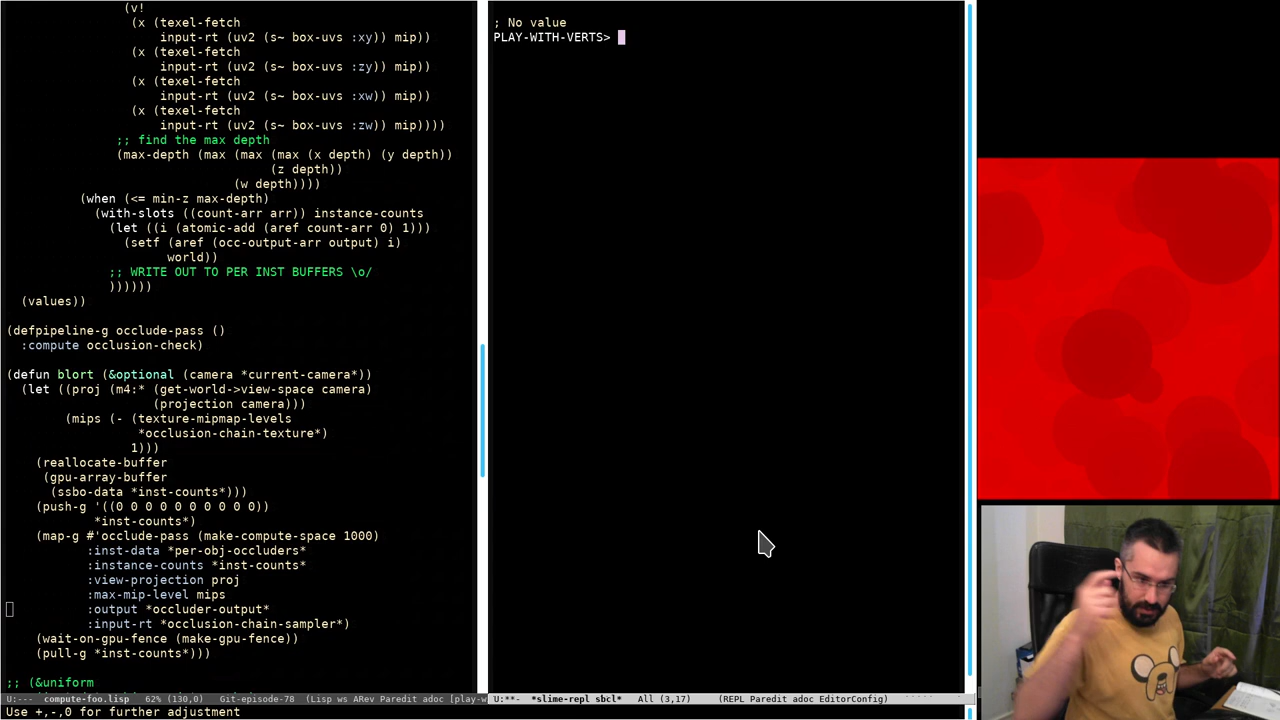 (v!
(x (texel-fetch
input-rt (uv2 (s~ box-uvs :xy)) mip))
(x (texel-fetch
input-rt (uv2 (s~ box-uvs :zy)) mip))
(x (texel-fetch
input-rt (uv2 (s~ box-uvs :xw)) mip))
(x (texel-fetch
input-rt (uv2 (s~ box-uvs :zw)) mip))))
;; find the max depth
(max-depth (max (max (max (x depth) (y depth))
(z depth))
(w depth))))
(when (<= min-z max-depth)
(with-slots ((count-arr arr)) instance-counts
(let ((i (atomic-add (aref count-arr 0) 1)))
(setf (aref (occ-output-arr output) i)
world))
;; WRITE OUT TO PER INST BUFFERS \o/
))))))
(values))
(defpipeline-g occlude-pass ()
:compute occlusion-check)
(defun blort (&optional (camera *current-camera*))
(let ((proj (m4:* (get-world->view-space camera)
(projection camera)))
(mips (- (texture-mipmap-levels
*occlusion-chain-texture*)
1)))
(reallocate-buffer
(gpu-array-buffer
(ssbo-data *inst-counts*)))
(push-g '((0 0 0 0 0 0 0 0 0 0))
*inst-counts*)
(map-g #'occlude-pass (make-compute-space 1000)
:inst-data *per-obj-occluders*
:instance-counts *inst-counts*
:view-projection proj
:max-mip-level mips
:output *occluder-output*
:input-rt *occlusion-chain-sampler*)
(wait-on-gpu-fence (make-gpu-fence))
(pull-g *inst-counts*)))
;; (&uniform
U:--- compute-foo.lisp 62% (130,0) Git-episode-78 (Lisp ws ARev Paredit adoc [play-w
Use +,-,0 for further adjustment
; No value
PLAY-WITH-VERTS>
U:**- *slime-repl sbcl* All (3,17) (REPL Paredit adoc EditorConfig)